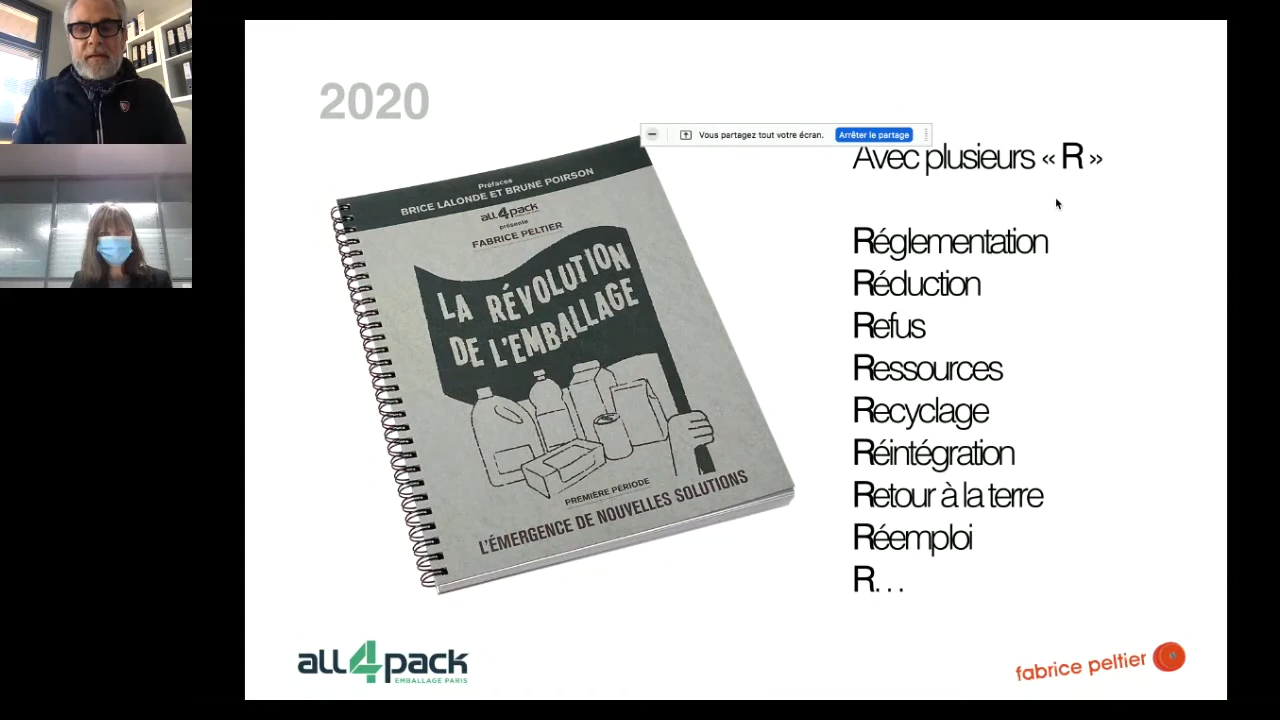 2020
Vous partagez tout votre écran.
Arrêter le partage
Avec plusieurs « R »
Préfaces
BRICE LALONDE ET BRUNE POIRSON
all4pack
présente
FABRICE PELTIER
LA RÉVOLUTION
DE L'EMBALLAGE
PREMIÈRE PÉRIODE
L'ÉMERGENCE DE NOUVELLES SOLUTIONS
Réglementation
Réduction
Refus
Ressources
Recyclage
Réintégration
Retour à la terre
Réemploi
R...
all4pack
EMBALLAGE PARIS
fabrice peltier